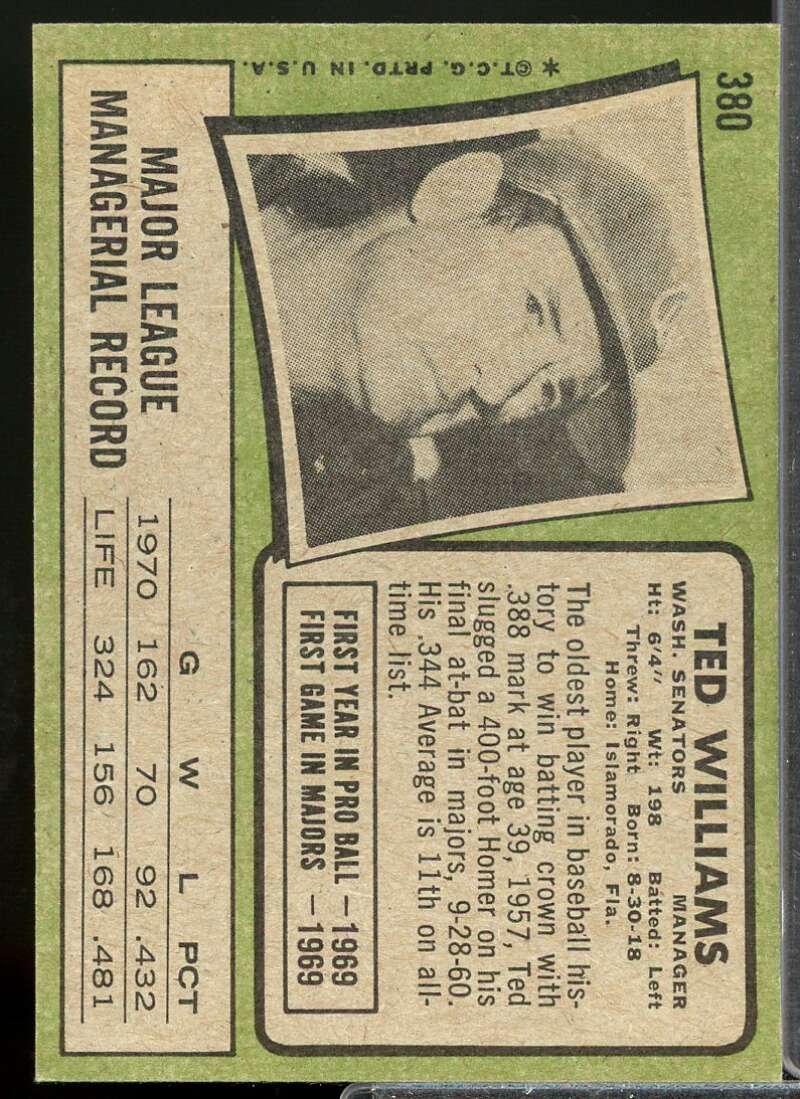 380
* © T.C.G. PRTD. IN U.S.A.
TED WILLIAMS
WASH. SENATORS MANAGER
Ht: 6'4" Wt: 198 Batted: Left
Threw: Right Born: 8-30-18
Home: Islamorado, Fla.
The oldest player in baseball his-
tory to win batting crown with
.388 mark at age 39, 1957, Ted
slugged a 400-foot Homer on his
final at-bat in majors, 9-28-60.
His .344 Average is 11th on all-
time list.
FIRST YEAR IN PRO BALL —1969
FIRST GAME IN MAJORS —1969
MAJOR LEAGUE
MANAGERIAL RECORD
G W L PCT
1970 162 70 92 .432
LIFE 324 156 168 .481